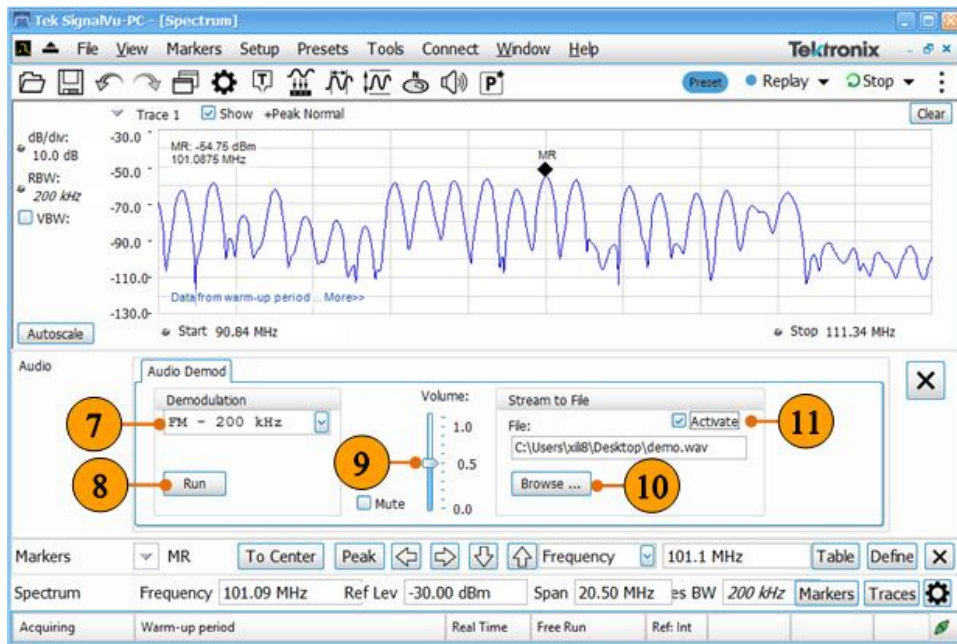 Tek SignalVu-PC - [Spectrum]
File View Markers Setup Presets Tools Connect Window Help Tektronix
Preset Replay Stop
Trace 1 Show +Peak Normal Clear
dB/div:
10.0 dB
RBW:
200 kHz
VBW:
Autoscale
-30.0
-50.0
-70.0
-90.0
-110.0
-130.0
MR: -54.75 dBm
101.0875 MHz
MR
Data from warm-up period ... More>>
Start 90.84 MHz Stop 111.34 MHz
Audio
Audio Demod
Demodulation
7 FM - 200 kHz
8 Run
Volume:
1.0
9 0.5
0.0
Mute
Stream to File
File: Activate 11
C:\Users\xili8\Desktop\demo.wav
Browse ... 10
Markers MR To Center Peak Frequency 101.1 MHz Table Define
Spectrum Frequency 101.09 MHz Ref Lev -30.00 dBm Span 20.50 MHz es BW 200 kHz Markers Traces
Acquiring Warm-up period Real Time Free Run Ref: Int